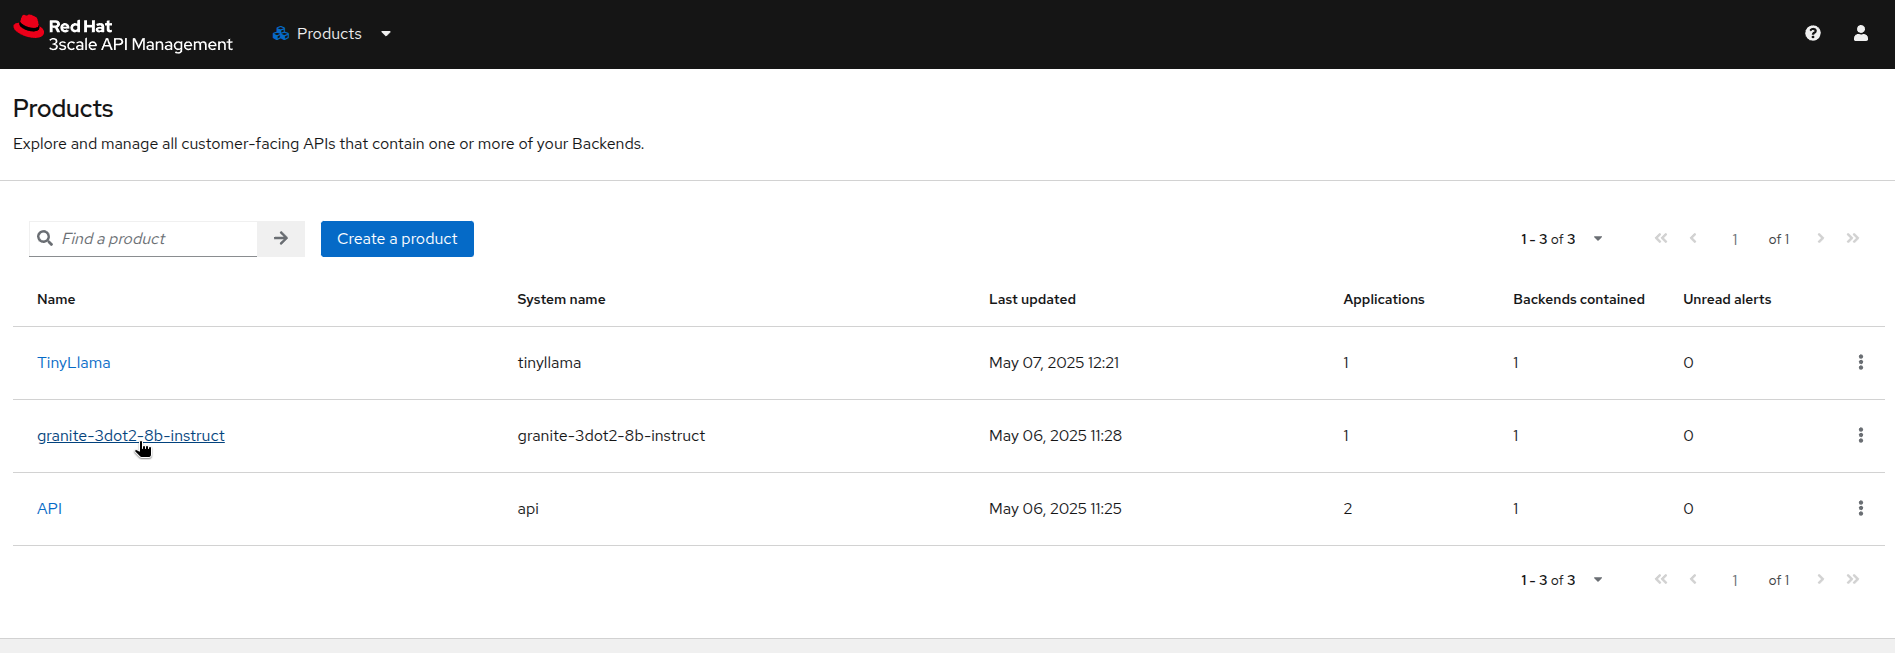 Red Hat
3scale API Management
Products
Products
Explore and manage all customer-facing APIs that contain one or more of your Backends.
Find a product
Create a product
1 - 3 of 3
1 of 1
Name System name Last updated Applications Backends contained Unread alerts
TinyLlama tinyllama May 07, 2025 12:21 1 1 0
granite-3dot2-8b-instruct granite-3dot2-8b-instruct May 06, 2025 11:28 1 1 0
API api May 06, 2025 11:25 2 1 0
1 - 3 of 3
1 of 1